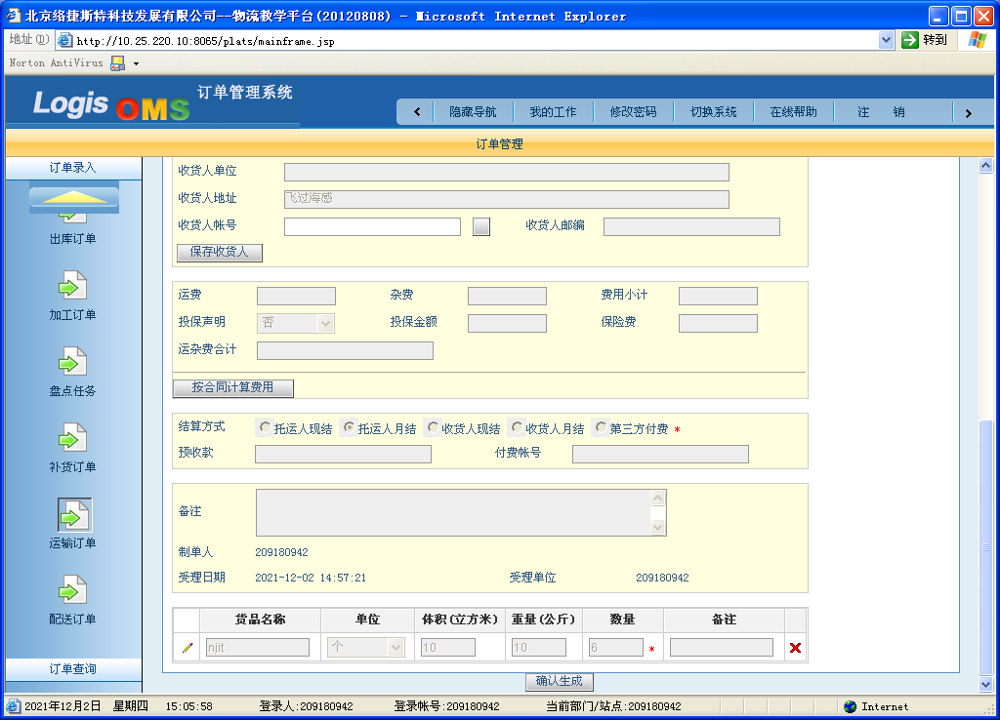 北京络捷斯特科技发展有限公司--物流教学平台(20120808) - Microsoft Internet Explorer
地址(D) http://10.25.220.10:8065/plats/mainframe.jsp 转到
Norton AntiVirus
Logis OMS 订单管理系统
隐藏导航 我的工作 修改密码 切换系统 在线帮助 注 销
订单管理
订单录入
出库订单
加工订单
盘点任务
补货订单
运输订单
配送订单
订单查询
收货人单位
收货人地址 飞过海感
收货人帐号 ... 收货人邮编
保存收货人
运费 杂费 费用小计
投保声明 否 投保金额 保险费
运杂费合计
按合同计算费用
结算方式 托运人现结 托运人月结 收货人现结 收货人月结 第三方付费 *
预收款 付费帐号
备注
制单人 209180942
受理日期 2021-12-02 14:57:21 受理单位 209180942
货品名称 单位 体积(立方米) 重量(公斤) 数量 备注
njit 个 10 10 6 *
确认生成
2021年12月2日 星期四 15:05:58 登录人:209180942 登录帐号:209180942 当前部门/站点:209180942 Internet